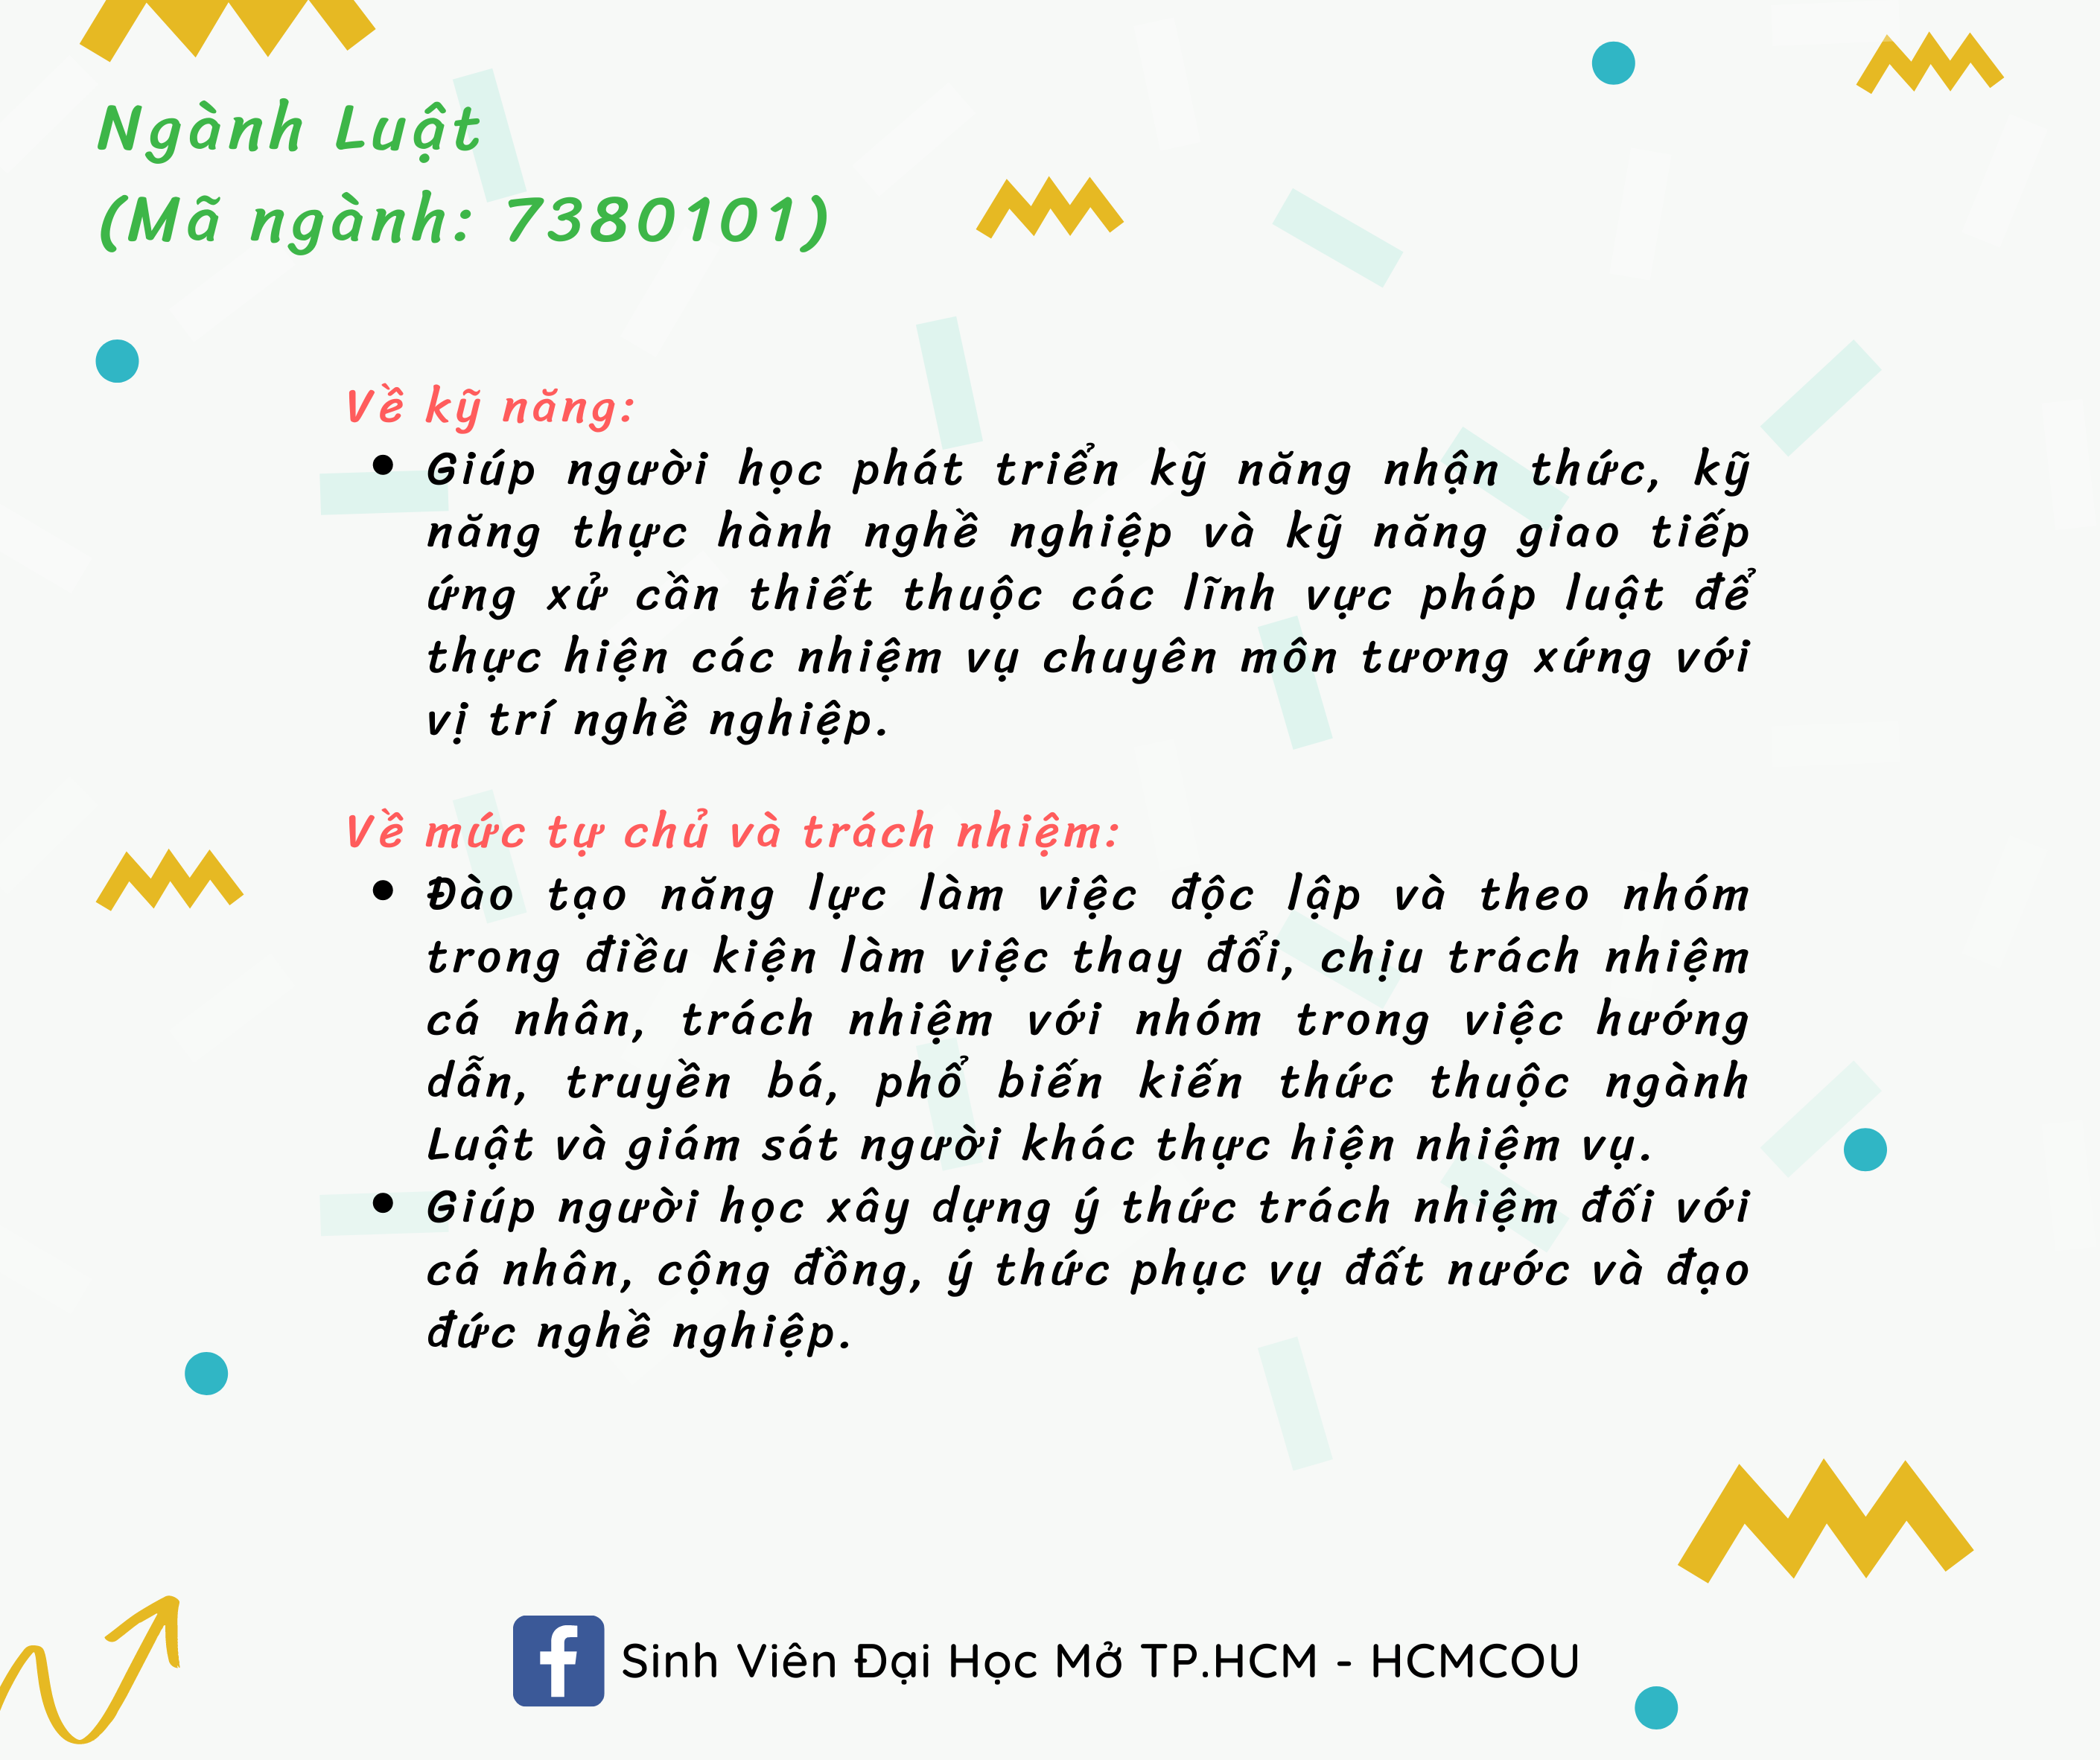 Ngành Luật
(Mã ngành: 7380101)
Về kỹ năng:
• Giúp người học phát triển kỹ năng nhận thức, kỹ
năng thực hành nghề nghiệp và kỹ năng giao tiếp
ứng xử cần thiết thuộc các lĩnh vực pháp luật để
thực hiện các nhiệm vụ chuyên môn tương xứng với
vị trí nghề nghiệp.
Về mức tự chủ và trách nhiệm:
• Đào tạo năng lực làm việc độc lập và theo nhóm
trong điều kiện làm việc thay đổi, chịu trách nhiệm
cá nhân, trách nhiệm với nhóm trong việc hướng
dẫn, truyền bá, phổ biến kiến thức thuộc ngành
Luật và giám sát người khác thực hiện nhiệm vụ.
• Giúp người học xây dựng ý thức trách nhiệm đối với
cá nhân, cộng đồng, ý thức phục vụ đất nước và đạo
đức nghề nghiệp.
Sinh Viên Đại Học Mở TP.HCM - HCMCOU